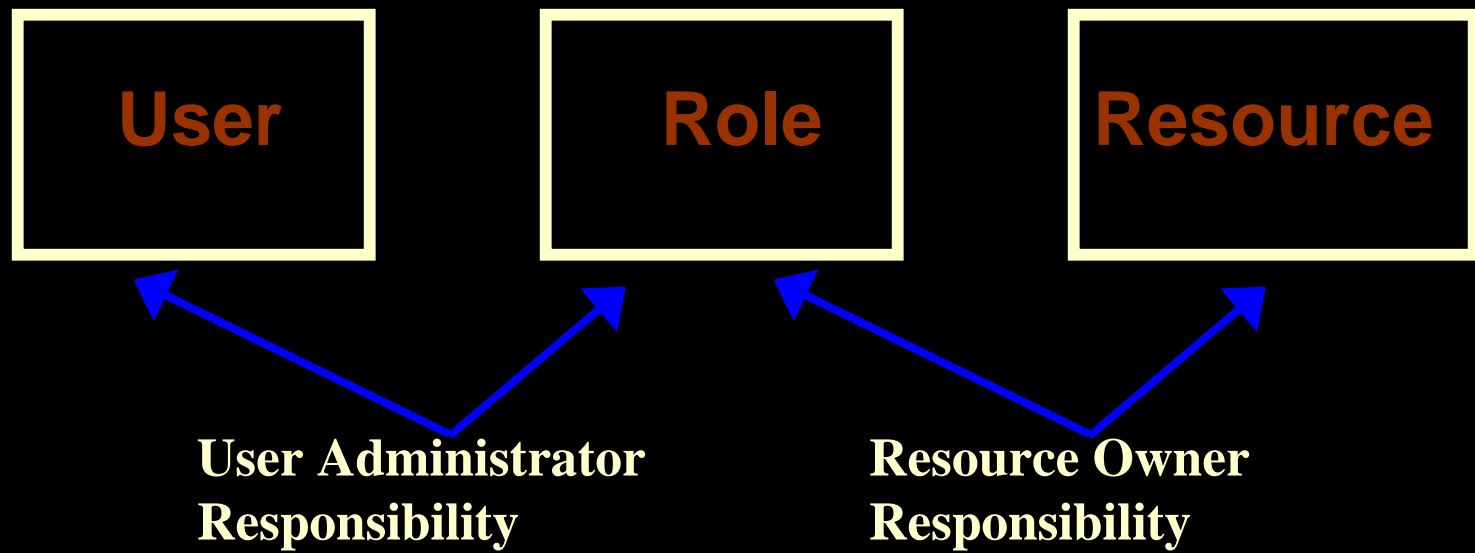 User
Role
Resource
User Administrator
Responsibility
Resource Owner
Responsibility